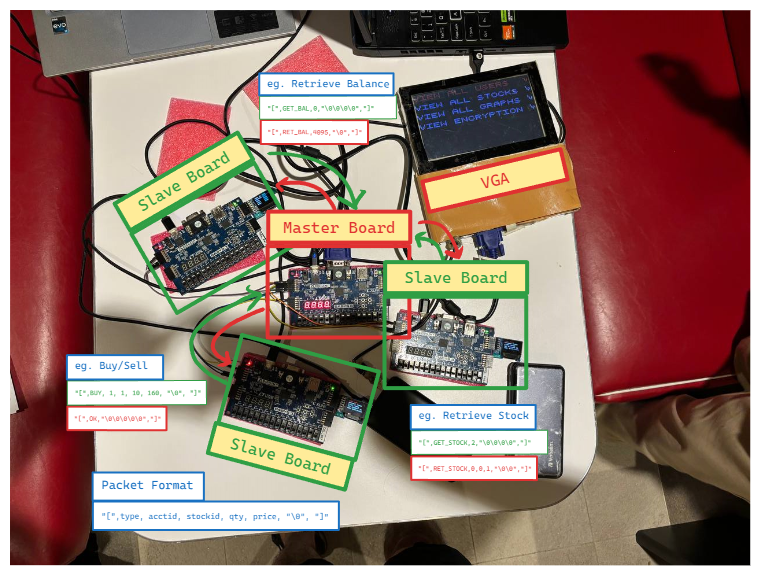 eg. Retrieve Balance
"[",GET_BAL,0,"\0\0\0\0","]"
"[",RET_BAL,4095,"\0","]"
VIEW ALL USERS
VIEW ALL STOCKS
VIEW ALL GRAPHS
VIEW ENCRYPTION
VGA
Slave Board
Master Board
Slave Board
eg. Buy/Sell
"[",BUY, 1, 1, 10, 160, "\0", "]"
"[",OK,"\0\0\0\0\0","]"
Slave Board
eg. Retrieve Stock
"[",GET_STOCK,2,"\0\0\0\0","]"
"[",RET_STOCK,0,0,1,"\0\0","]"
Packet Format
"[",type, acctid, stockid, qty, price, "\0", "]"